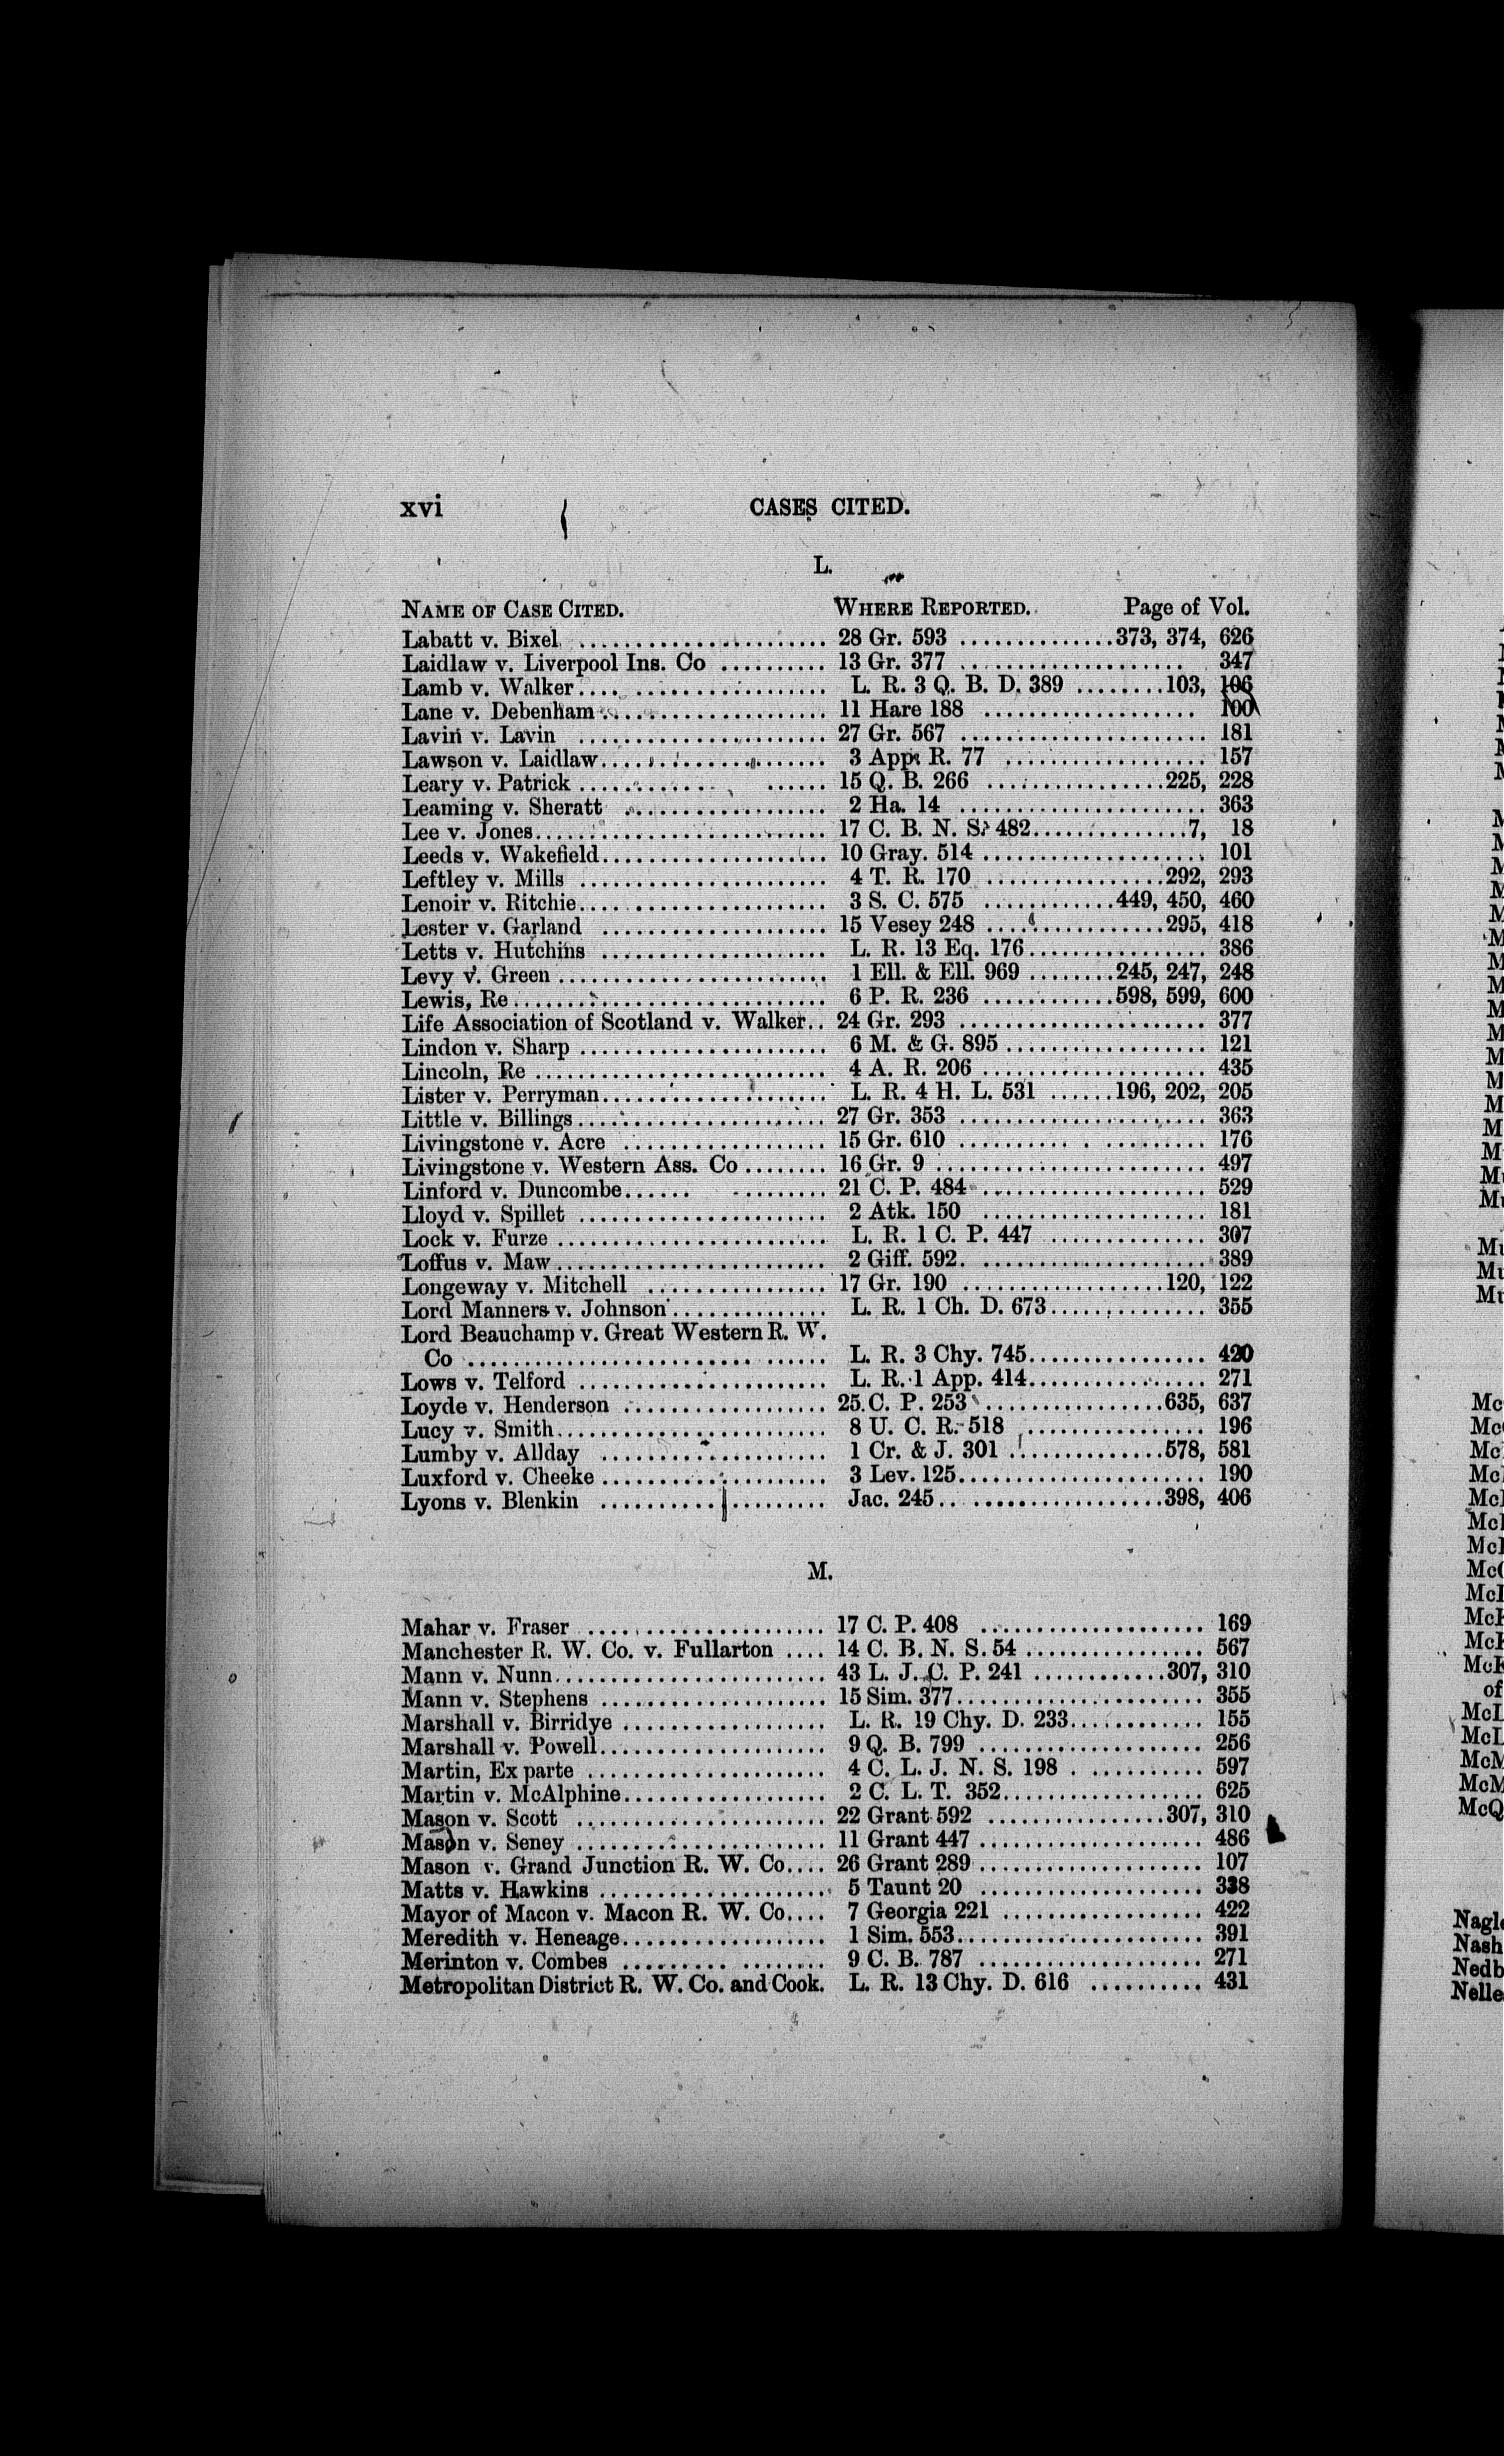 xvi CASES CITED.
L.
NAME OF CASE CITED. WHERE REPORTED. Page of Vol.
Labatt v. Bixel ...................... 28 Gr. 593 ..............373, 374, 626
Laidlaw v. Liverpool Ins. Co .......... 13 Gr. 377 .................... 347
Lamb v. Walker.... ................. L. R. 3 Q. B. D. 389 ........103, 106
Lane v. Debenham .................... 11 Hare 188 ................... 100
Lavin v. Lavin ...................... 27 Gr. 567 ...................... 181
Lawson v. Laidlaw.................... 3 App. R. 77 .................. 157
Leary v. Patrick ............ ...... 15 Q. B. 266 ................225, 228
Leaming v. Sheratt .................. 2 Ha. 14 ...................... 363
Lee v. Jones.......................... 17 C. B. N. S. 482..............7, 18
Leeds v. Wakefield.................... 10 Gray. 514 .................... 101
Leftley v. Mills ...................... 4 T. R. 170 ................292, 293
Lenoir v. Ritchie...................... 3 S. C. 575 ............449, 450, 460
Lester v. Garland .................... 15 Vesey 248 ................295, 418
Letts v. Hutchins .................... L. R. 13 Eq. 176................ 386
Levy v. Green ........................ 1 Ell. & Ell. 969 ........245, 247, 248
Lewis, Re............................ 6 P. R. 236 ............598, 599, 600
Life Association of Scotland v. Walker.. 24 Gr. 293 ...................... 377
Lindon v. Sharp ...................... 6 M. & G. 895 .................. 121
Lincoln, Re .......................... 4 A. R. 206 .................... 435
Lister v. Perryman.................... L. R. 4 H. L. 531 ......196, 202, 205
Little v. Billings...................... 27 Gr. 353 ...................... 363
Livingstone v. Acre .................. 15 Gr. 610 .......... . ......... 176
Livingstone v. Western Ass. Co ........ 16 Gr. 9 ........................ 497
Linford v. Duncombe...... ......... 21 C. P. 484 .................... 529
Lloyd v. Spillet ...................... 2 Atk. 150 .................... 181
Lock v. Furze ........................ L. R. 1 C. P. 447 .............. 307
Loffus v. Maw........................ 2 Giff. 592. .................... 389
Longeway v. Mitchell ................ 17 Gr. 190 ..................120, 122
Lord Manners v. Johnson .............. L. R. 1 Ch. D. 673.............. 355
Lord Beauchamp v. Great Western R. W.
Co .......................... ...... L. R. 3 Chy. 745................ 420
Lows v. Telford ...................... L. R. 1 App. 414................ 271
Loyde v. Henderson .................. 25 C. P. 253 ................635, 637
Lucy v. Smith........................ 8 U. C. R. 518 ................ 196
Lumby v. Allday .................... 1 Cr. & J. 301 ..............578, 581
Luxford v. Cheeke .................... 3 Lev. 125...................... 190
Lyons v. Blenkin .................... Jac. 245.. .................398, 406
M.
Mahar v. Fraser ..................... 17 C. P. 408 .................... 169
Manchester R. W. Co. v. Fullarton .... 14 C. B. N. S. 54 ................ 567
Mann v. Nunn........................ 43 L. J. C. P. 241 ............307, 310
Mann v. Stephens .................... 15 Sim. 377...................... 355
Marshall v. Birridye .................. L. R. 19 Chy. D. 233............ 155
Marshall v. Powell.................... 9 Q. B. 799 .................... 256
Martin, Ex parte ..................... 4 C. L. J. N. S. 198 . .......... 597
Martin v. McAlphine.................. 2 C. L. T. 352.................. 625
Mason v. Scott ...................... 22 Grant 592 ................307, 310
Mason v. Seney ...................... 11 Grant 447 .................... 486
Mason v. Grand Junction R. W. Co.... 26 Grant 289 .................... 107
Matts v. Hawkins .................... 5 Taunt 20 .................... 338
Mayor of Macon v. Macon R. W. Co.... 7 Georgia 221 .................. 422
Meredith v. Heneage.................. 1 Sim. 553...................... 391
Merinton v. Combes ......... ........ 9 C. B. 787 .................... 271
Metropolitan District R. W. Co. and Cook. L. R. 13 Chy. D. 616 .......... 431
Nash